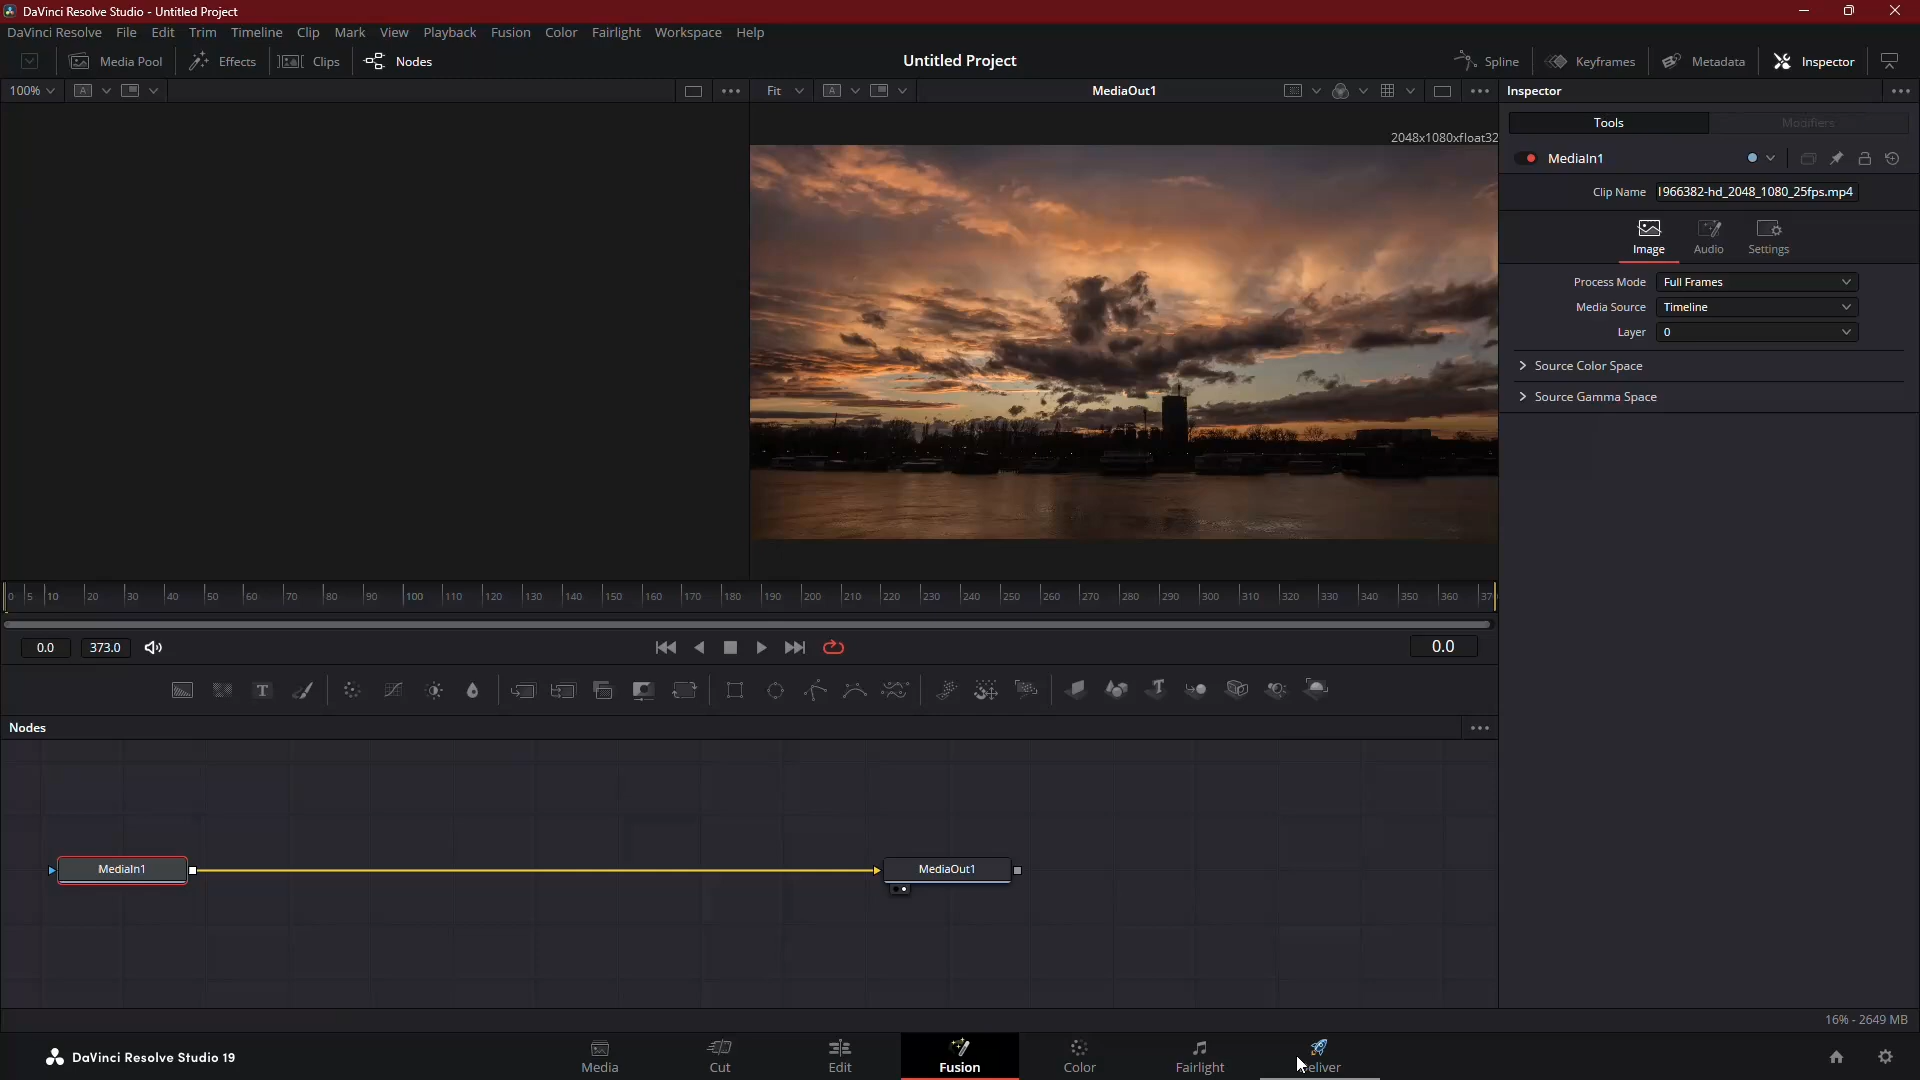 DaVinci Resolve Studio - Untitled Project
DaVinci Resolve File Edit Trim Timeline Clip Mark View Playback Fusion Color Fairlight Workspace Help
Media Pool Effects Clips Nodes Untitled Project Spline Keyframes Metadata Inspector
100% A Fit A MediaOut1 Inspector
2048x1080xfloat32
Tools Modifiers
MediaIn1
Clip Name 1966382-hd_2048_1080_25fps.mp4
Image Audio Settings
Process Mode Full Frames
Media Source Timeline
Layer 0
Source Color Space
Source Gamma Space
0 5 10 20 30 40 50 60 70 80 90 100 110 120 130 140 150 160 170 180 190 200 210 220 230 240 250 260 270 280 290 300 310 320 330 340 350 360 37
0.0 373.0 0.0
T T
Nodes
MediaIn1 MediaOut1
16% - 2649 MB
DaVinci Resolve Studio 19 Media Cut Edit Fusion Color Fairlight eliver